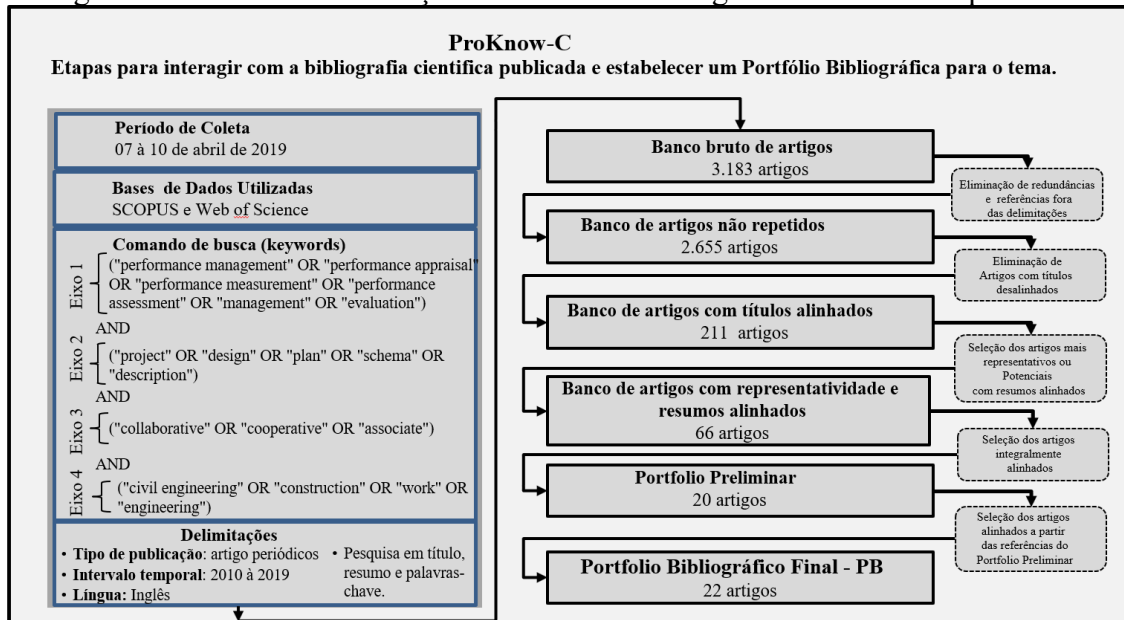 ProKnow-C
Etapas para interagir com a bibliografia cientifica publicada e estabelecer um Portfólio Bibliográfica para o tema.
Período de Coleta
07 à 10 de abril de 2019
Bases de Dados Utilizadas
SCOPUS e Web of Science
Comando de busca (keywords)
Eixo 1
("performance management" OR "performance appraisal"
OR "performance measurement" OR "performance
assessment" OR "management" OR "evaluation")
AND
Eixo 2
("project" OR "design" OR "plan" OR "schema" OR
"description")
AND
Eixo 3
("collaborative" OR "cooperative" OR "associate")
AND
Eixo 4
("civil engineering" OR "construction" OR "work" OR
"engineering")
Delimitações
• Tipo de publicação: artigo periódicos
• Intervalo temporal: 2010 à 2019
• Língua: Inglês
• Pesquisa em título,
resumo e palavras-
chave.
Banco bruto de artigos
3.183 artigos
Eliminação de redundâncias
e referências fora
das delimitações
Banco de artigos não repetidos
2.655 artigos
Eliminação de
Artigos com títulos
desalinhados
Banco de artigos com títulos alinhados
211 artigos
Seleção dos artigos mais
representativos ou
Potenciais
com resumos alinhados
Banco de artigos com representatividade e
resumos alinhados
66 artigos
Seleção dos artigos
integralmente
alinhados
Portfolio Preliminar
20 artigos
Seleção dos artigos
alinhados a partir
das referências do
Portfolio Preliminar
Portfolio Bibliográfico Final - PB
22 artigos